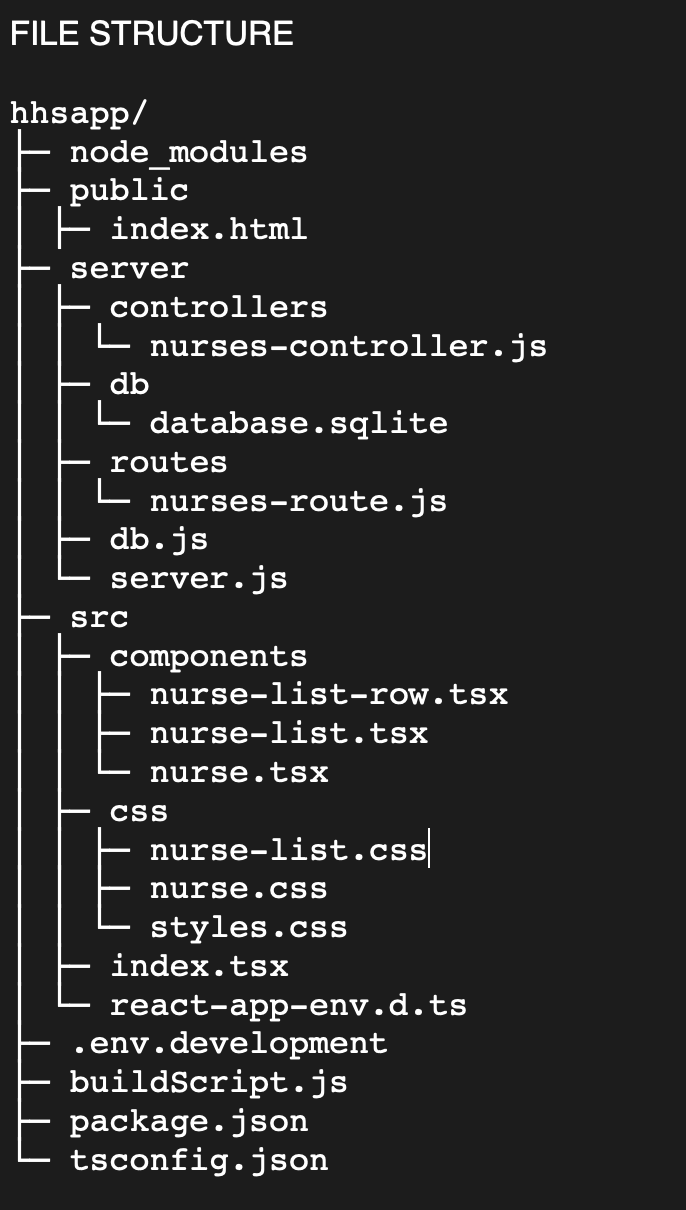 FILE STRUCTURE
hhsapp/
├─ node_modules
├─ public
│ ├─ index.html
├─ server
│ ├─ controllers
│ │ └─ nurses-controller.js
│ ├─ db
│ │ └─ database.sqlite
│ ├─ routes
│ │ └─ nurses-route.js
│ ├─ db.js
│ └─ server.js
├─ src
│ ├─ components
│ │ ├─ nurse-list-row.tsx
│ │ ├─ nurse-list.tsx
│ │ └─ nurse.tsx
│ ├─ css
│ │ ├─ nurse-list.css
│ │ ├─ nurse.css
│ │ └─ styles.css
│ ├─ index.tsx
│ └─ react-app-env.d.ts
├─ .env.development
├─ buildScript.js
├─ package.json
└─ tsconfig.json